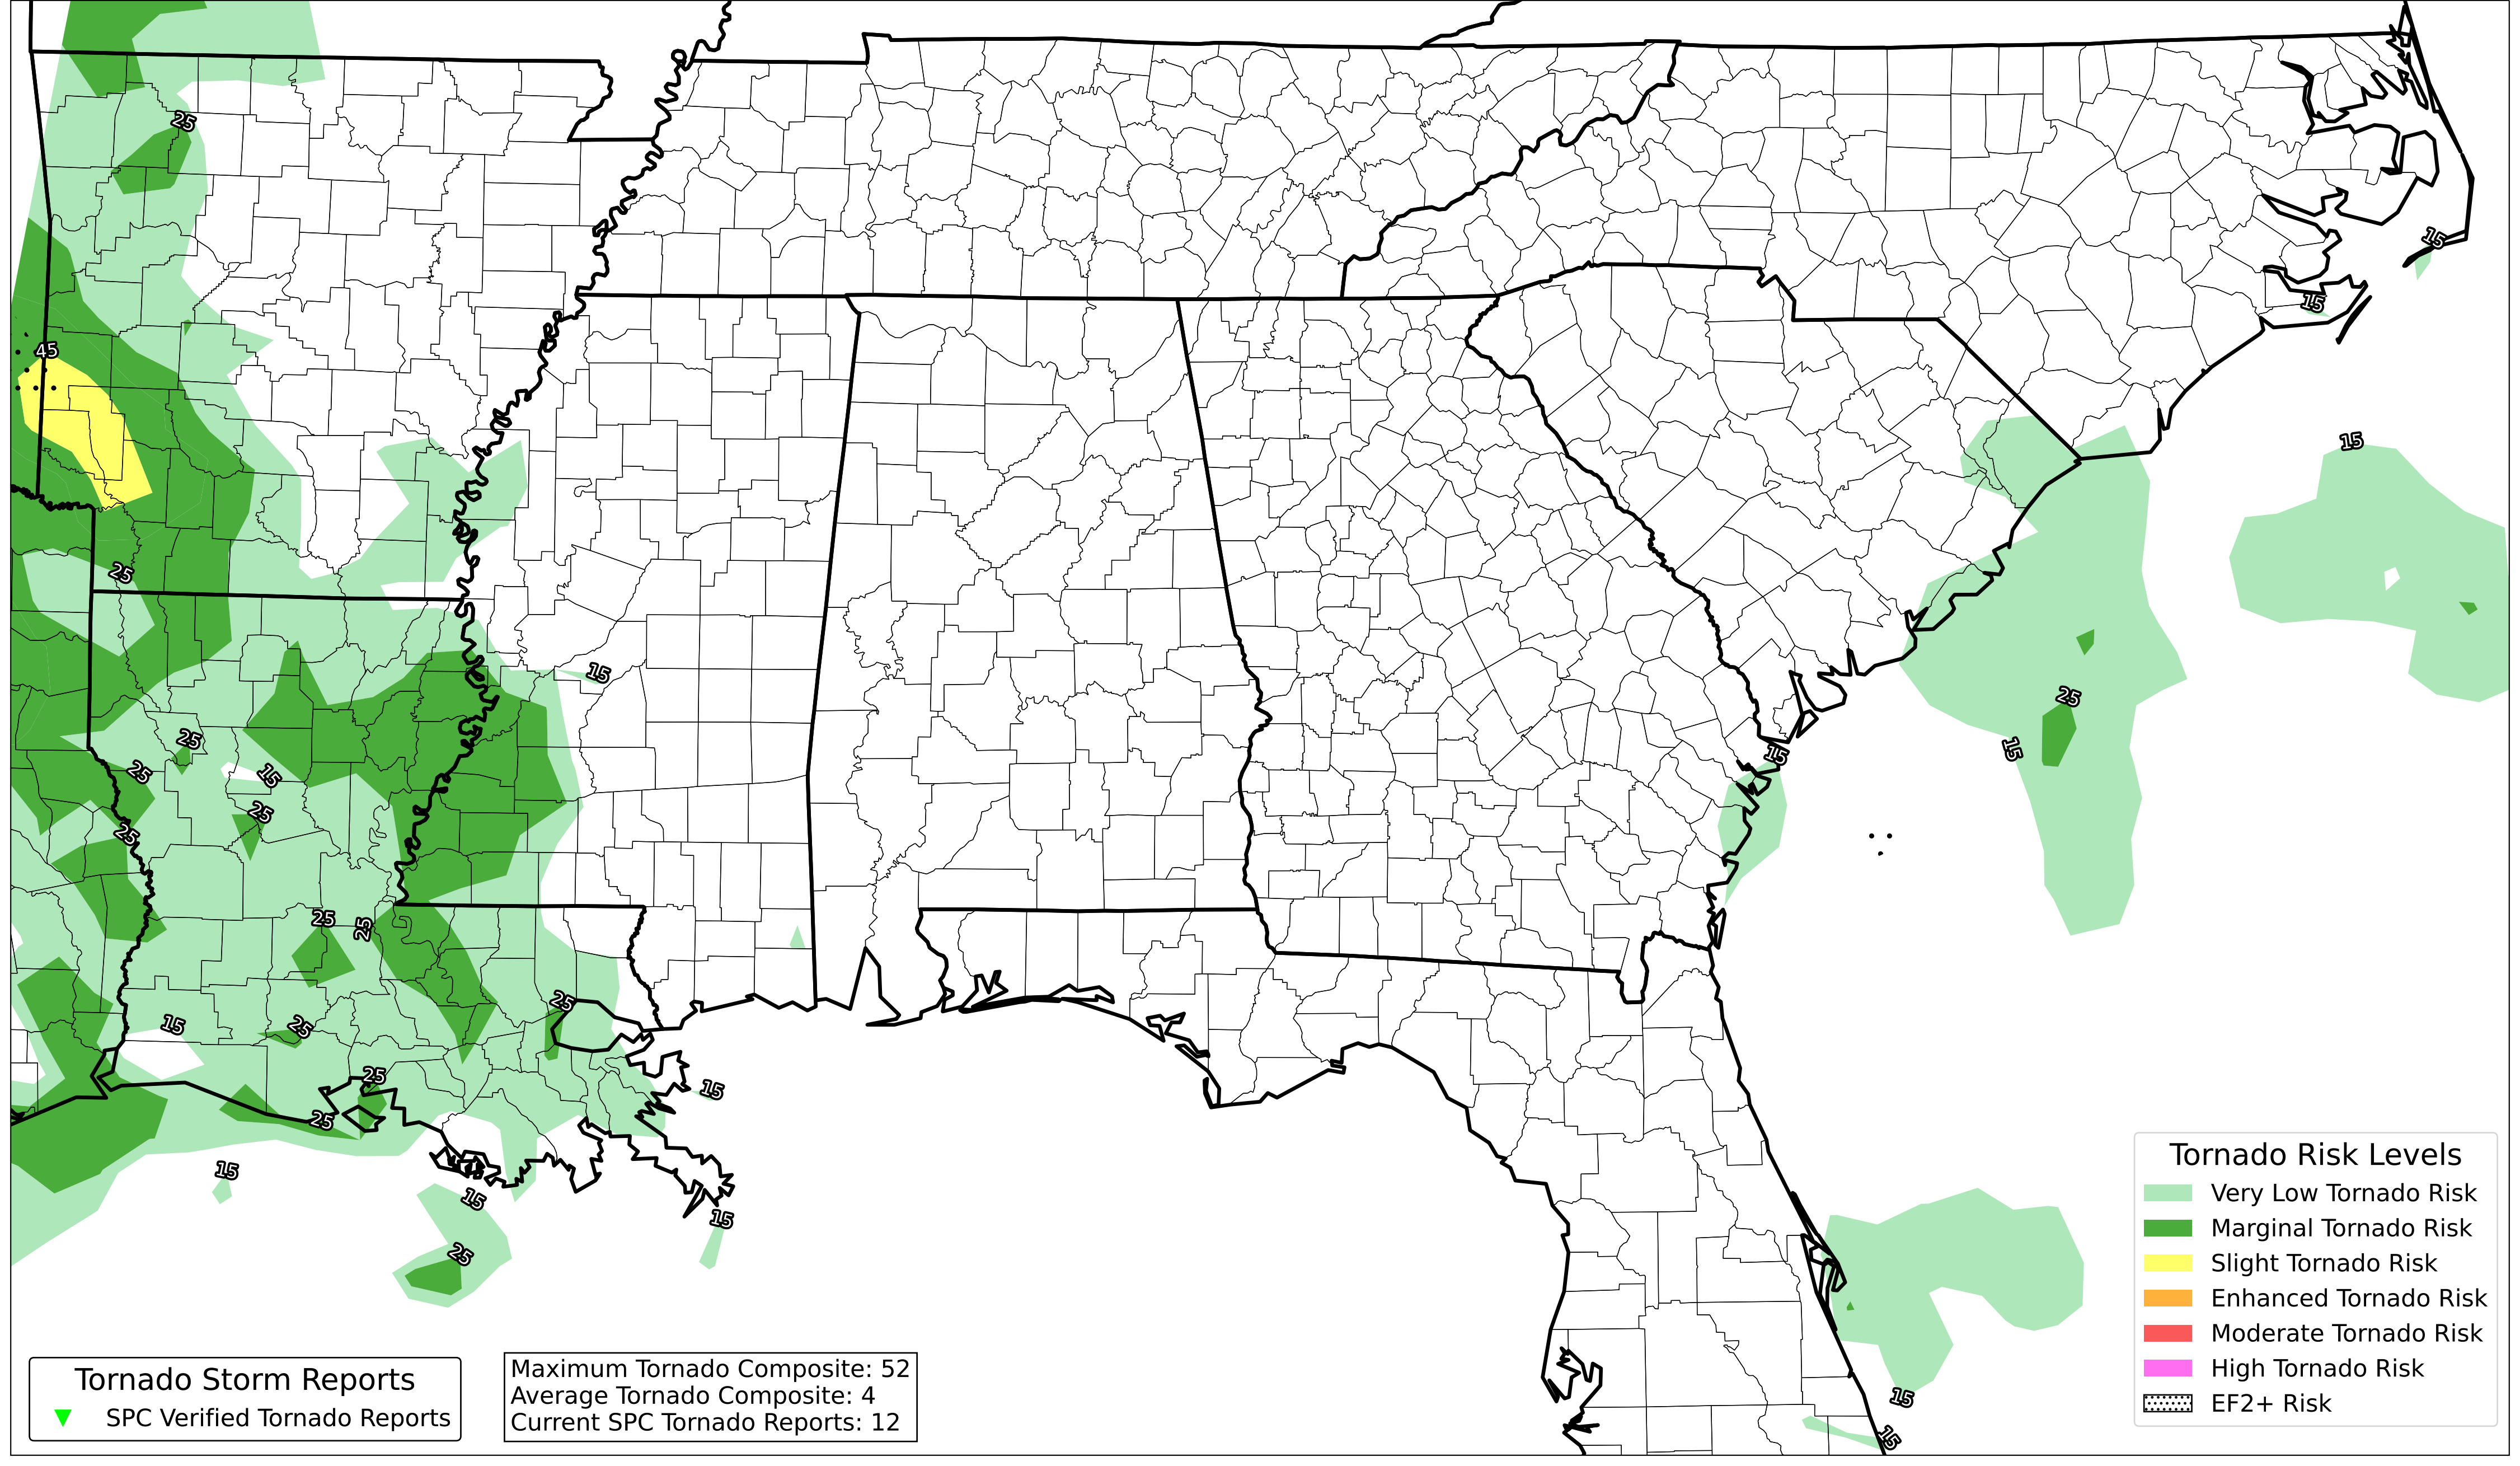 25
15
15
45
15
25
15
25
25
15
15
25
15
25
25
25
25
25
15
25
25
15
25
15
15
15
25
15
15
Tornado Risk Levels
Very Low Tornado Risk
Marginal Tornado Risk
Slight Tornado Risk
Enhanced Tornado Risk
Moderate Tornado Risk
High Tornado Risk
EF2+ Risk
Tornado Storm Reports
SPC Verified Tornado Reports
Maximum Tornado Composite: 52
Average Tornado Composite: 4
Current SPC Tornado Reports: 12